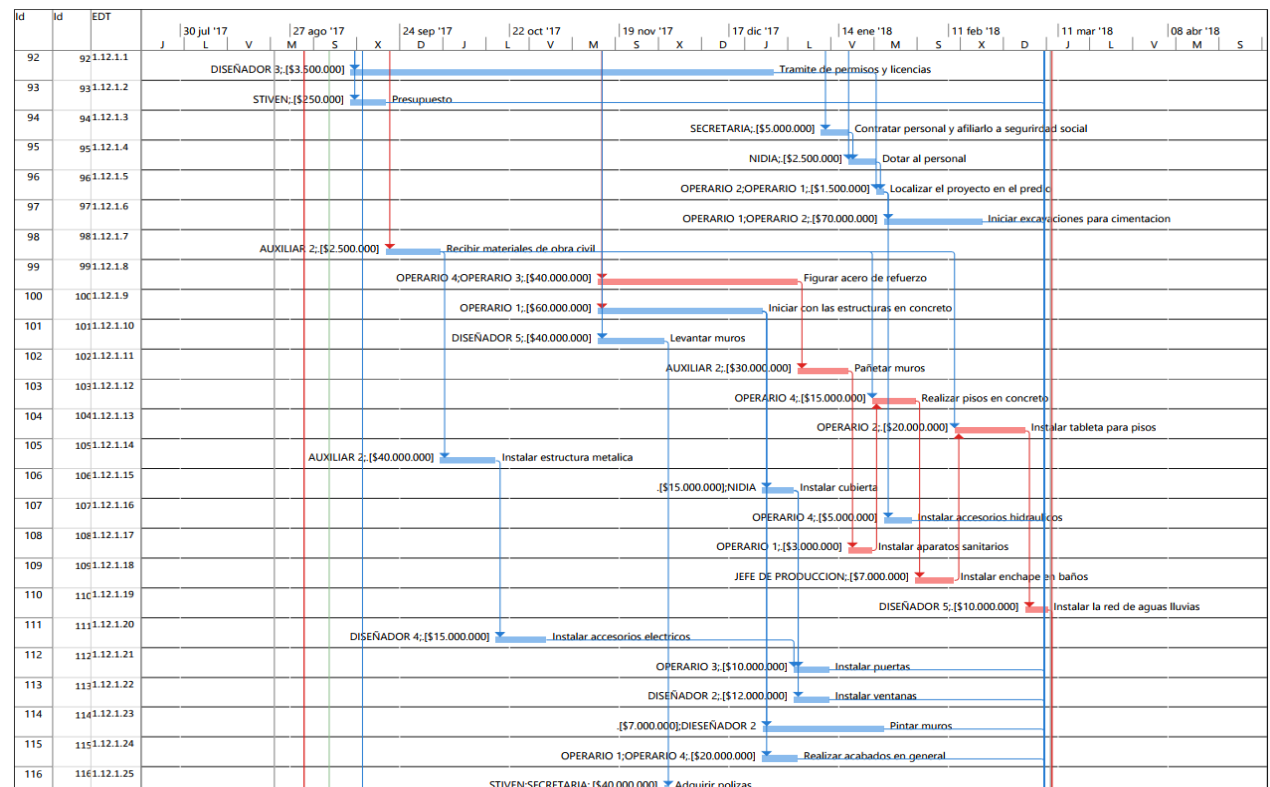 Id Id EDT
30 jul '17 27 ago '17 24 sep '17 22 oct '17 19 nov '17 17 dic '17 14 ene '18 11 feb '18 11 mar '18 08 abr '18
J L V M S X D J L V M S X D J L V M S X D J L V M S
92 92 1.12.1.1 DISEÑADOR 3;.[$3.500.000] Tramite de permisos y licencias
93 93 1.12.1.2 STIVEN;.[$250.000] Presupuesto
94 94 1.12.1.3 SECRETARIA;.[$5.000.000] Contratar personal y afiliarlo a segurirdad social
95 95 1.12.1.4 NIDIA;.[$2.500.000] Dotar al personal
96 96 1.12.1.5 OPERARIO 2;OPERARIO 1;.[$1.500.000] Localizar el proyecto en el predio
97 97 1.12.1.6 OPERARIO 1;OPERARIO 2;.[$70.000.000] Iniciar excavaciones para cimentacion
98 98 1.12.1.7 AUXILIAR 2;.[$2.500.000] Recibir materiales de obra civil
99 99 1.12.1.8 OPERARIO 4;OPERARIO 3;.[$40.000.000] Figurar acero de refuerzo
100 100 1.12.1.9 OPERARIO 1;.[$60.000.000] Iniciar con las estructuras en concreto
101 101 1.12.1.10 DISEÑADOR 5;.[$40.000.000] Levantar muros
102 102 1.12.1.11 AUXILIAR 2;.[$30.000.000] Pañetar muros
103 103 1.12.1.12 OPERARIO 4;.[$15.000.000] Realizar pisos en concreto
104 104 1.12.1.13 OPERARIO 2;.[$20.000.000] Instalar tableta para pisos
105 105 1.12.1.14 AUXILIAR 2;.[$40.000.000] Instalar estructura metalica
106 106 1.12.1.15 .[$15.000.000];NIDIA Instalar cubierta
107 107 1.12.1.16 OPERARIO 4;.[$5.000.000] Instalar accesorios hidraulicos
108 108 1.12.1.17 OPERARIO 1;.[$3.000.000] Instalar aparatos sanitarios
109 109 1.12.1.18 JEFE DE PRODUCCION;.[$7.000.000] Instalar enchape en baños
110 110 1.12.1.19 DISEÑADOR 5;.[$10.000.000] Instalar la red de aguas lluvias
111 111 1.12.1.20 DISEÑADOR 4;.[$15.000.000] Instalar accesorios electricos
112 112 1.12.1.21 OPERARIO 3;.[$10.000.000] Instalar puertas
113 113 1.12.1.22 DISEÑADOR 2;.[$12.000.000] Instalar ventanas
114 114 1.12.1.23 .[$7.000.000];DIESEÑADOR 2 Pintar muros
115 115 1.12.1.24 OPERARIO 1;OPERARIO 4;.[$20.000.000] Realizar acabados en general
116 116 1.12.1.25 STIVEN;SECRETARIA;.[$40.000.000] Adquirir polizas